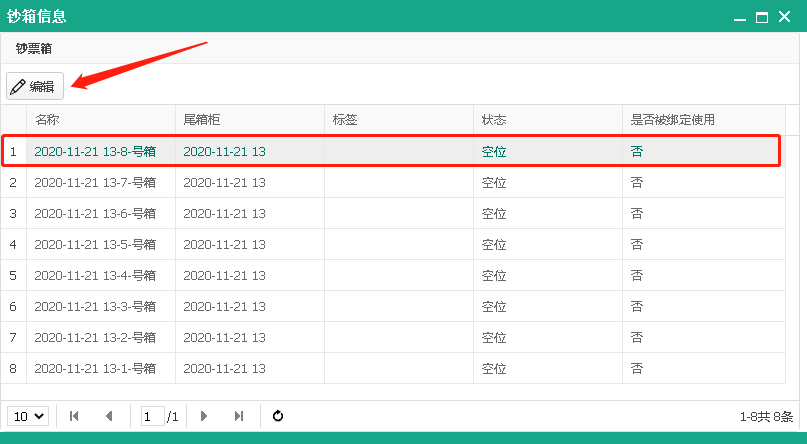 钞箱信息
钞票箱
编辑
名称 尾箱柜 标签 状态 是否被绑定使用
1 2020-11-21 13-8-号箱 2020-11-21 13 空位 否
2 2020-11-21 13-7-号箱 2020-11-21 13 空位 否
3 2020-11-21 13-6-号箱 2020-11-21 13 空位 否
4 2020-11-21 13-5-号箱 2020-11-21 13 空位 否
5 2020-11-21 13-4-号箱 2020-11-21 13 空位 否
6 2020-11-21 13-3-号箱 2020-11-21 13 空位 否
7 2020-11-21 13-2-号箱 2020-11-21 13 空位 否
8 2020-11-21 13-1-号箱 2020-11-21 13 空位 否
10 1 /1 1-8共 8条